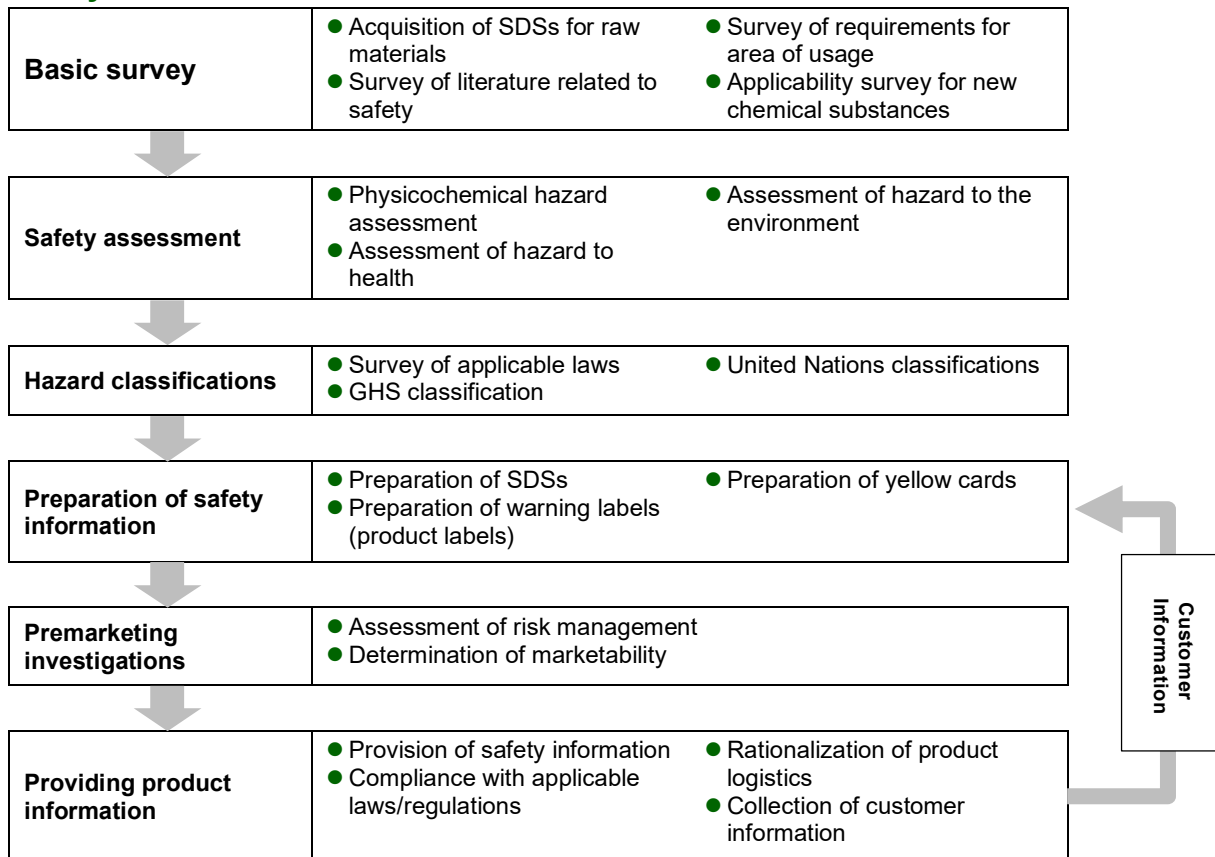 Basic survey
● Acquisition of SDSs for raw
materials
● Survey of literature related to
safety
● Survey of requirements for
area of usage
● Applicability survey for new
chemical substances
Safety assessment
● Physicochemical hazard
assessment
● Assessment of hazard to
health
● Assessment of hazard to the
environment
Hazard classifications
● Survey of applicable laws
● GHS classification
● United Nations classifications
Preparation of safety
information
● Preparation of SDSs
● Preparation of warning labels
(product labels)
● Preparation of yellow cards
Premarketing
investigations
● Assessment of risk management
● Determination of marketability
Providing product
information
● Provision of safety information
● Compliance with applicable
laws/regulations
● Rationalization of product
logistics
● Collection of customer
information
Customer
Information